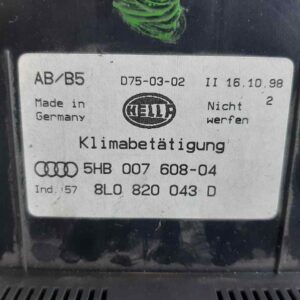 AB/B5 D75-03-02 II 16.10.98
Made in Germany HELLA Nicht werfen 2
Klimabetätigung
5HB 007 608-04
Ind. 57 8L0 820 043 D